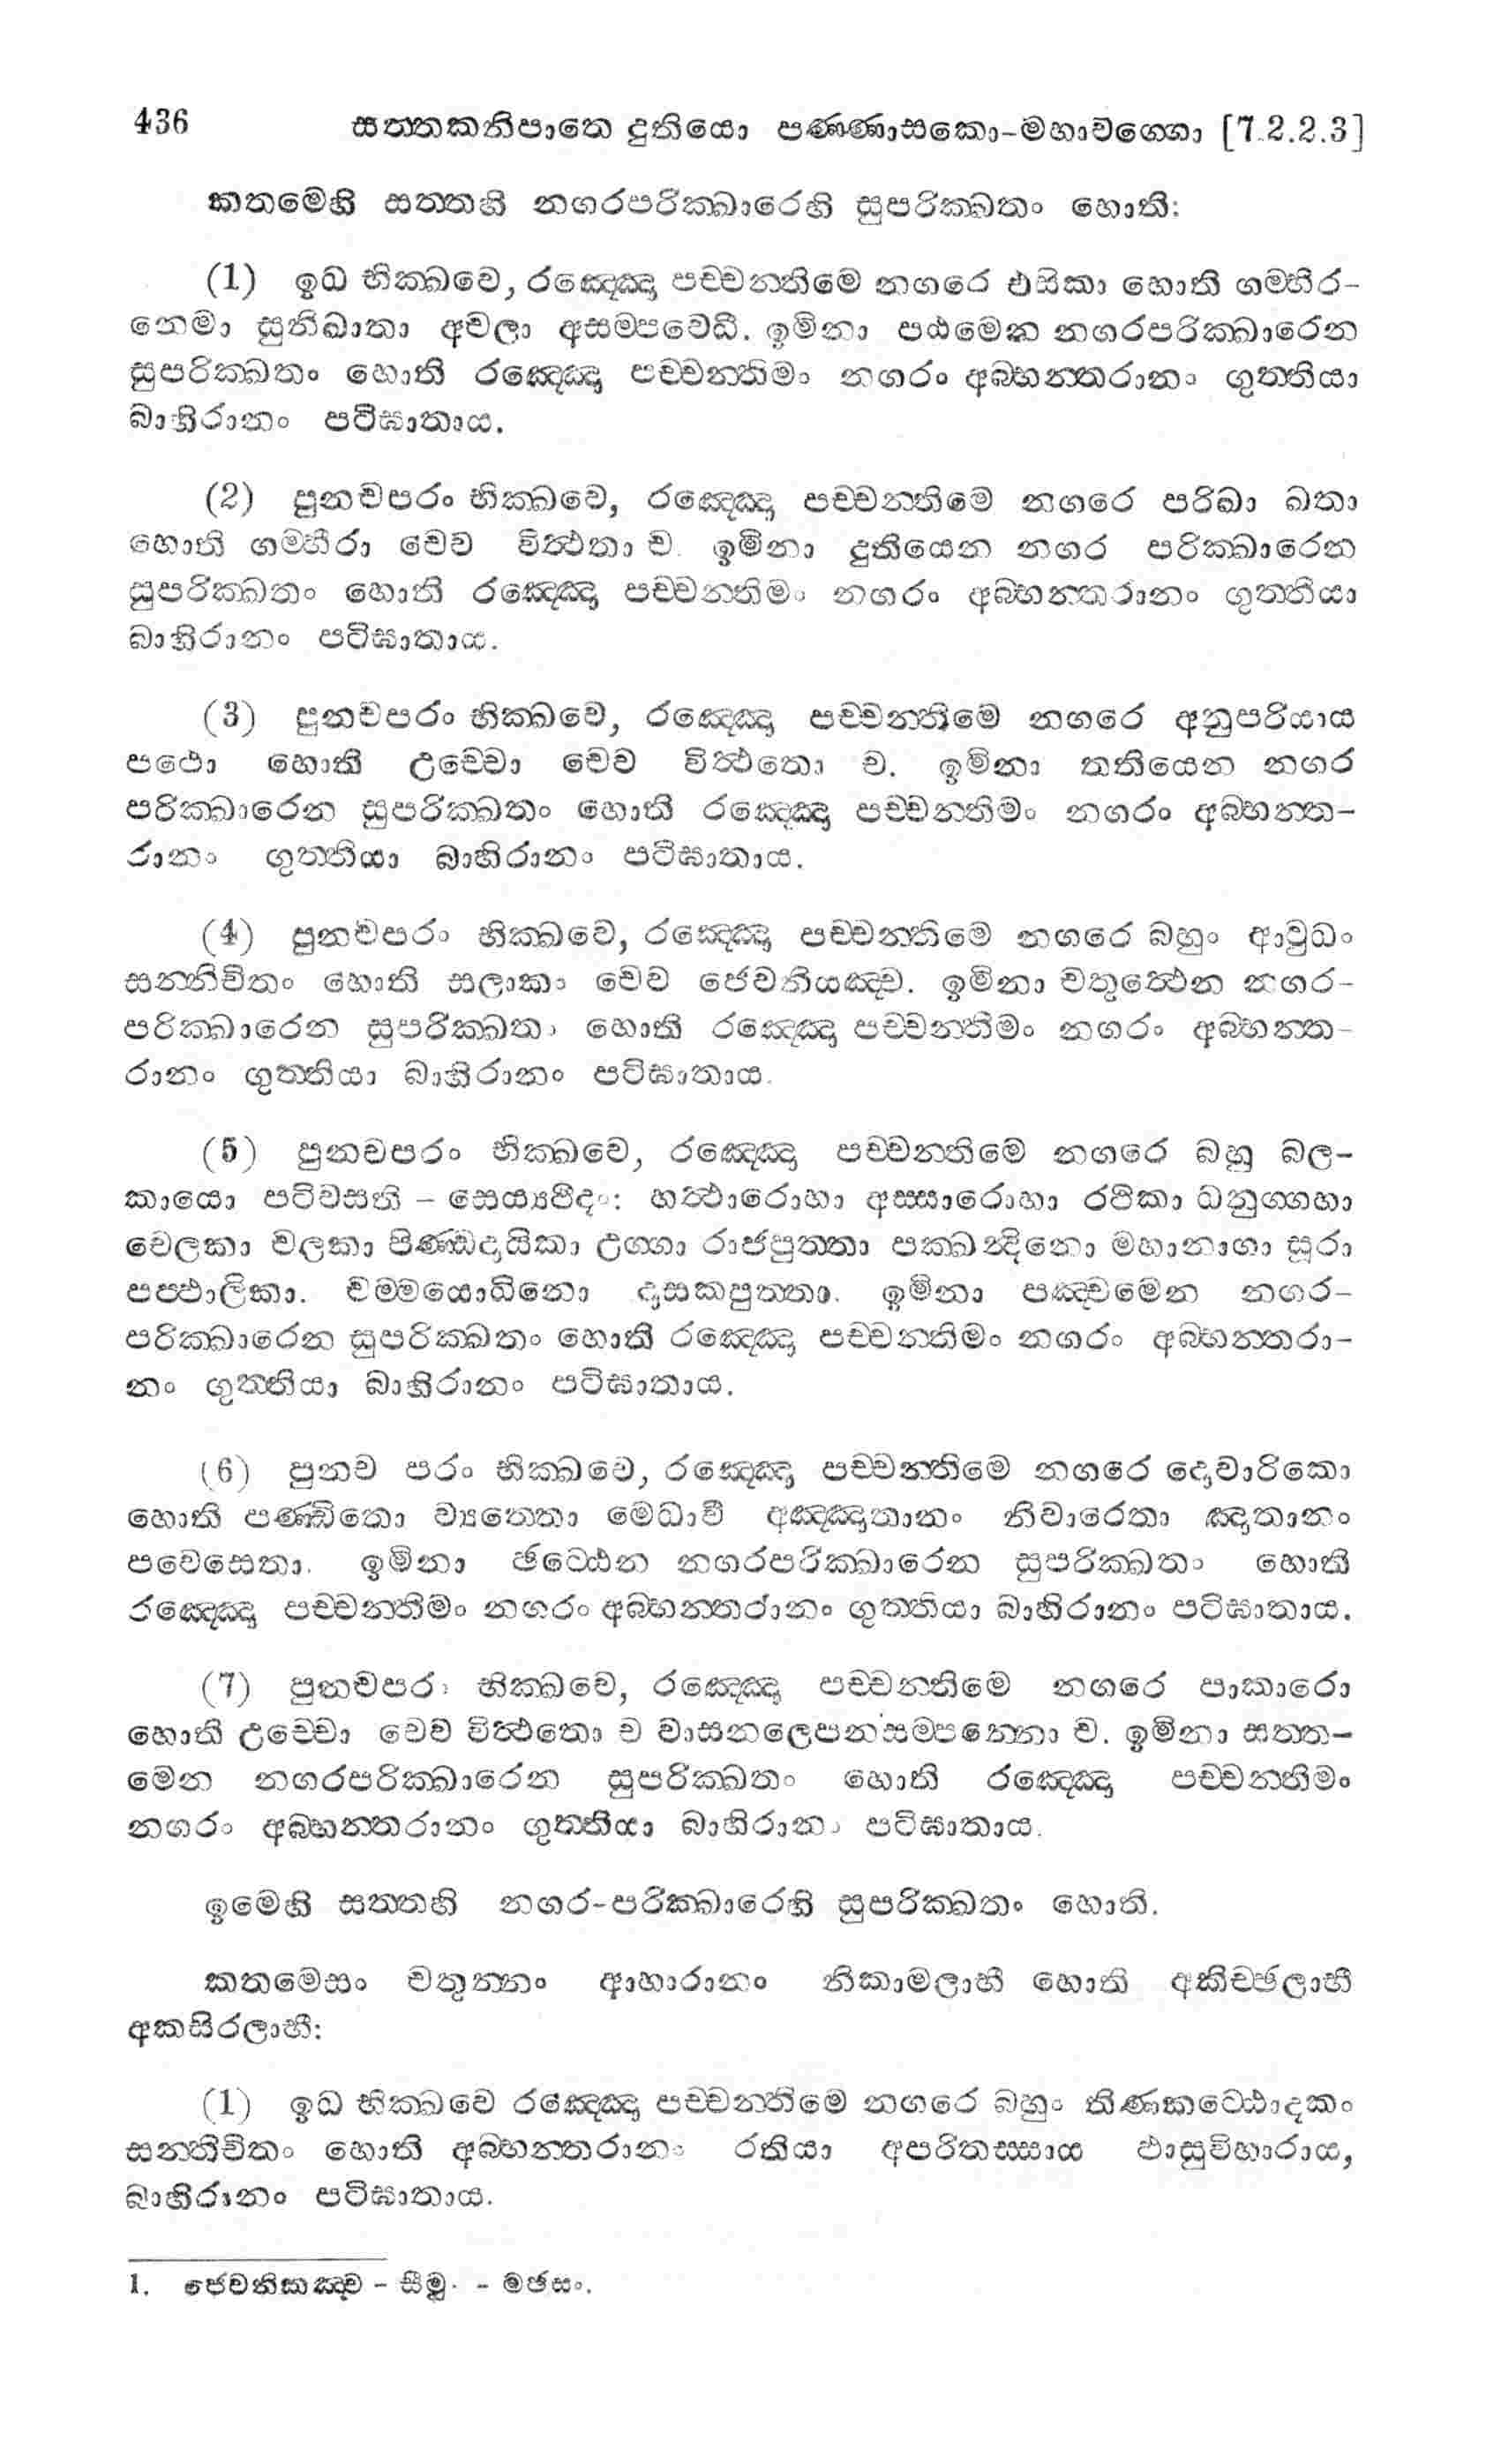 436 සත්තකනිපාතෙ දුතියො පණ්ණාසකො-මහාවග්ගො [7.2.2.3]
කතමෙහි සත්තහි නගරපරික්ඛාරෙහි සුපරික්ඛතං හොති:
(1) ඉධ භික්ඛවෙ, රඤ්ඤො පච්චන්තිමෙ නගරෙ එසිකා හොති ගම්භීර-
නෙමා සුනිඛාතා අචලා අසම්පවෙධී. ඉමිනා පඨමෙන නගරපරික්ඛාරෙන
සුපරික්ඛතං හොති රඤ්ඤො පච්චන්තිමං නගරං අබ්භන්තරානං ගුත්තියා
බාහිරානං පටිඝාතාය.
(2) පුනචපරං භික්ඛවෙ, රඤ්ඤො පච්චන්තිමෙ නගරෙ පරිඛා ඛතා
හොති ගම්භීරා චෙව විත්ථතා ච. ඉමිනා දුතියෙන නගර පරික්ඛාරෙන
සුපරික්ඛතං හොති රඤ්ඤො පච්චන්තිමං නගරං අබ්භන්තරානං ගුත්තියා
බාහිරානං පටිඝාතාය.
(3) පුනචපරං භික්ඛවෙ, රඤ්ඤො පච්චන්තිමෙ නගරෙ අනුපරියාය
පථො හොති උච්චො චෙව විත්ථතො ච. ඉමිනා තතියෙන නගර
පරික්ඛාරෙන සුපරික්ඛතං හොති රඤ්ඤො පච්චන්තිමං නගරං අබ්භන්ත-
රානං ගුත්තියා බාහිරානං පටිඝාතාය.
(4) පුනචපරං භික්ඛවෙ, රඤ්ඤො පච්චන්තිමෙ නගරෙ බහුං ආවුධං
සන්නිචිතං හොති සලාකං චෙව ජෙවනියඤ්ච. ඉමිනා චතුත්ථෙන නගර-
පරික්ඛාරෙන සුපරික්ඛතං හොති රඤ්ඤො පච්චන්තිමං නගරං අබ්භන්ත-
රානං ගුත්තියා බාහිරානං පටිඝාතාය.
(5) පුනචපරං භික්ඛවෙ, රඤ්ඤො පච්චන්තිමෙ නගරෙ බහු බල-
කායො පටිවසති – සෙය්‍යථිදං: හත්ථාරොහා අස්සාරොහා රථිකා ධනුග්ගහා
චෙලකා චලකා පිණ්ඩදායිකා උග්ගා රාජපුත්තා පක්ඛන්දිනො මහානාගා සූරා
පප්ඵාලිකා. චම්මයොධිනො දාසකපුත්තා. ඉමිනා පඤ්චමෙන නගර-
පරික්ඛාරෙන සුපරික්ඛතං හොති රඤ්ඤො පච්චන්තිමං නගරං අබ්භන්තරා-
නං ගුත්තියා බාහිරානං පටිඝාතාය.
(6) පුනච පරං භික්ඛවෙ, රඤ්ඤො පච්චන්තිමෙ නගරෙ දොවාරිකො
හොති පණ්ඩිතො ව්‍යත්තො මෙධාවී අඤ්ඤාතානං නිවාරෙතා ඤාතානං
පවෙසෙතා. ඉමිනා ඡට්ඨෙන නගරපරික්ඛාරෙන සුපරික්ඛතං හොති
රඤ්ඤො පච්චන්තිමං නගරං අබ්භන්තරානං ගුත්තියා බාහිරානං පටිඝාතාය.
(7) පුනචපරං භික්ඛවෙ, රඤ්ඤො පච්චන්තිමෙ නගරෙ පාකාරො
හොති උච්චො චෙව විත්ථතො ච වාසනලෙපනසම්පන්නො ච. ඉමිනා සත්ත-
මෙන නගරපරික්ඛාරෙන සුපරික්ඛතං හොති රඤ්ඤො පච්චන්තිමං
නගරං අබ්භන්තරානං ගුත්තියා බාහිරානං පටිඝාතාය.
ඉමෙහි සත්තහි නගර-පරික්ඛාරෙහි සුපරික්ඛතං හොති.
කතමෙසං චතුන්නං ආහාරානං නිකාමලාභී හොති අකිච්ඡලාභී
අකසිරලාභී:
(1) ඉධ භික්ඛවෙ රඤ්ඤො පච්චන්තිමෙ නගරෙ බහුං තිණකට්ඨොදකං
සන්නිචිතං හොති අබ්භන්තරානං රතියා අපරිතස්සාය ඵාසුවිහාරාය,
බාහිරානං පටිඝාතාය.
1. ජෙවනිකඤ්ච – සීමු. - මඡසං.